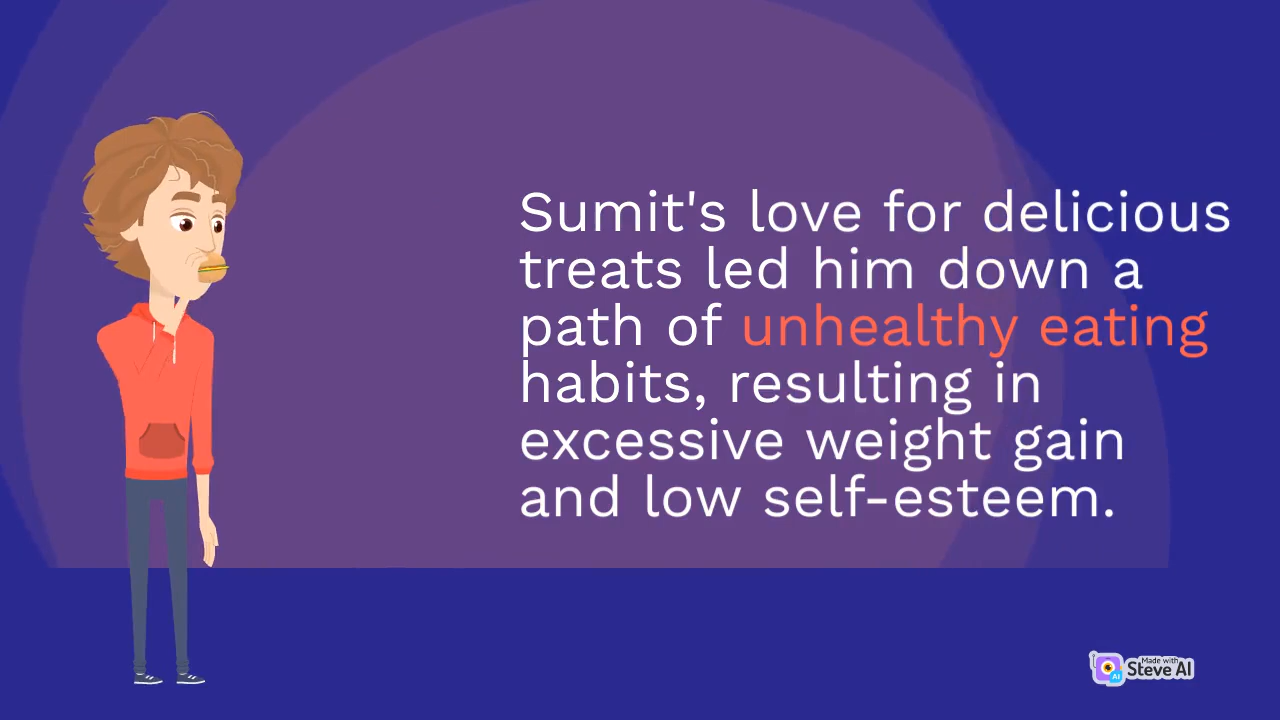 Sumit's love for delicious
treats led him down a
path of unhealthy eating
habits, resulting in
excessive weight gain
and low self-esteem.
Made with
Steve AI
AI